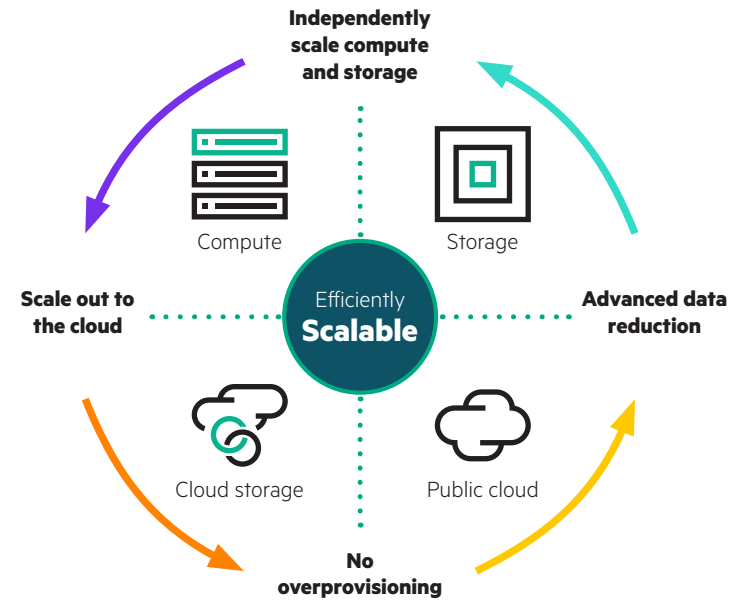 Independently
scale compute
and storage
Compute
Storage
Scale out to
the cloud
Efficiently
Scalable
Advanced data
reduction
Cloud storage
Public cloud
No
overprovisioning